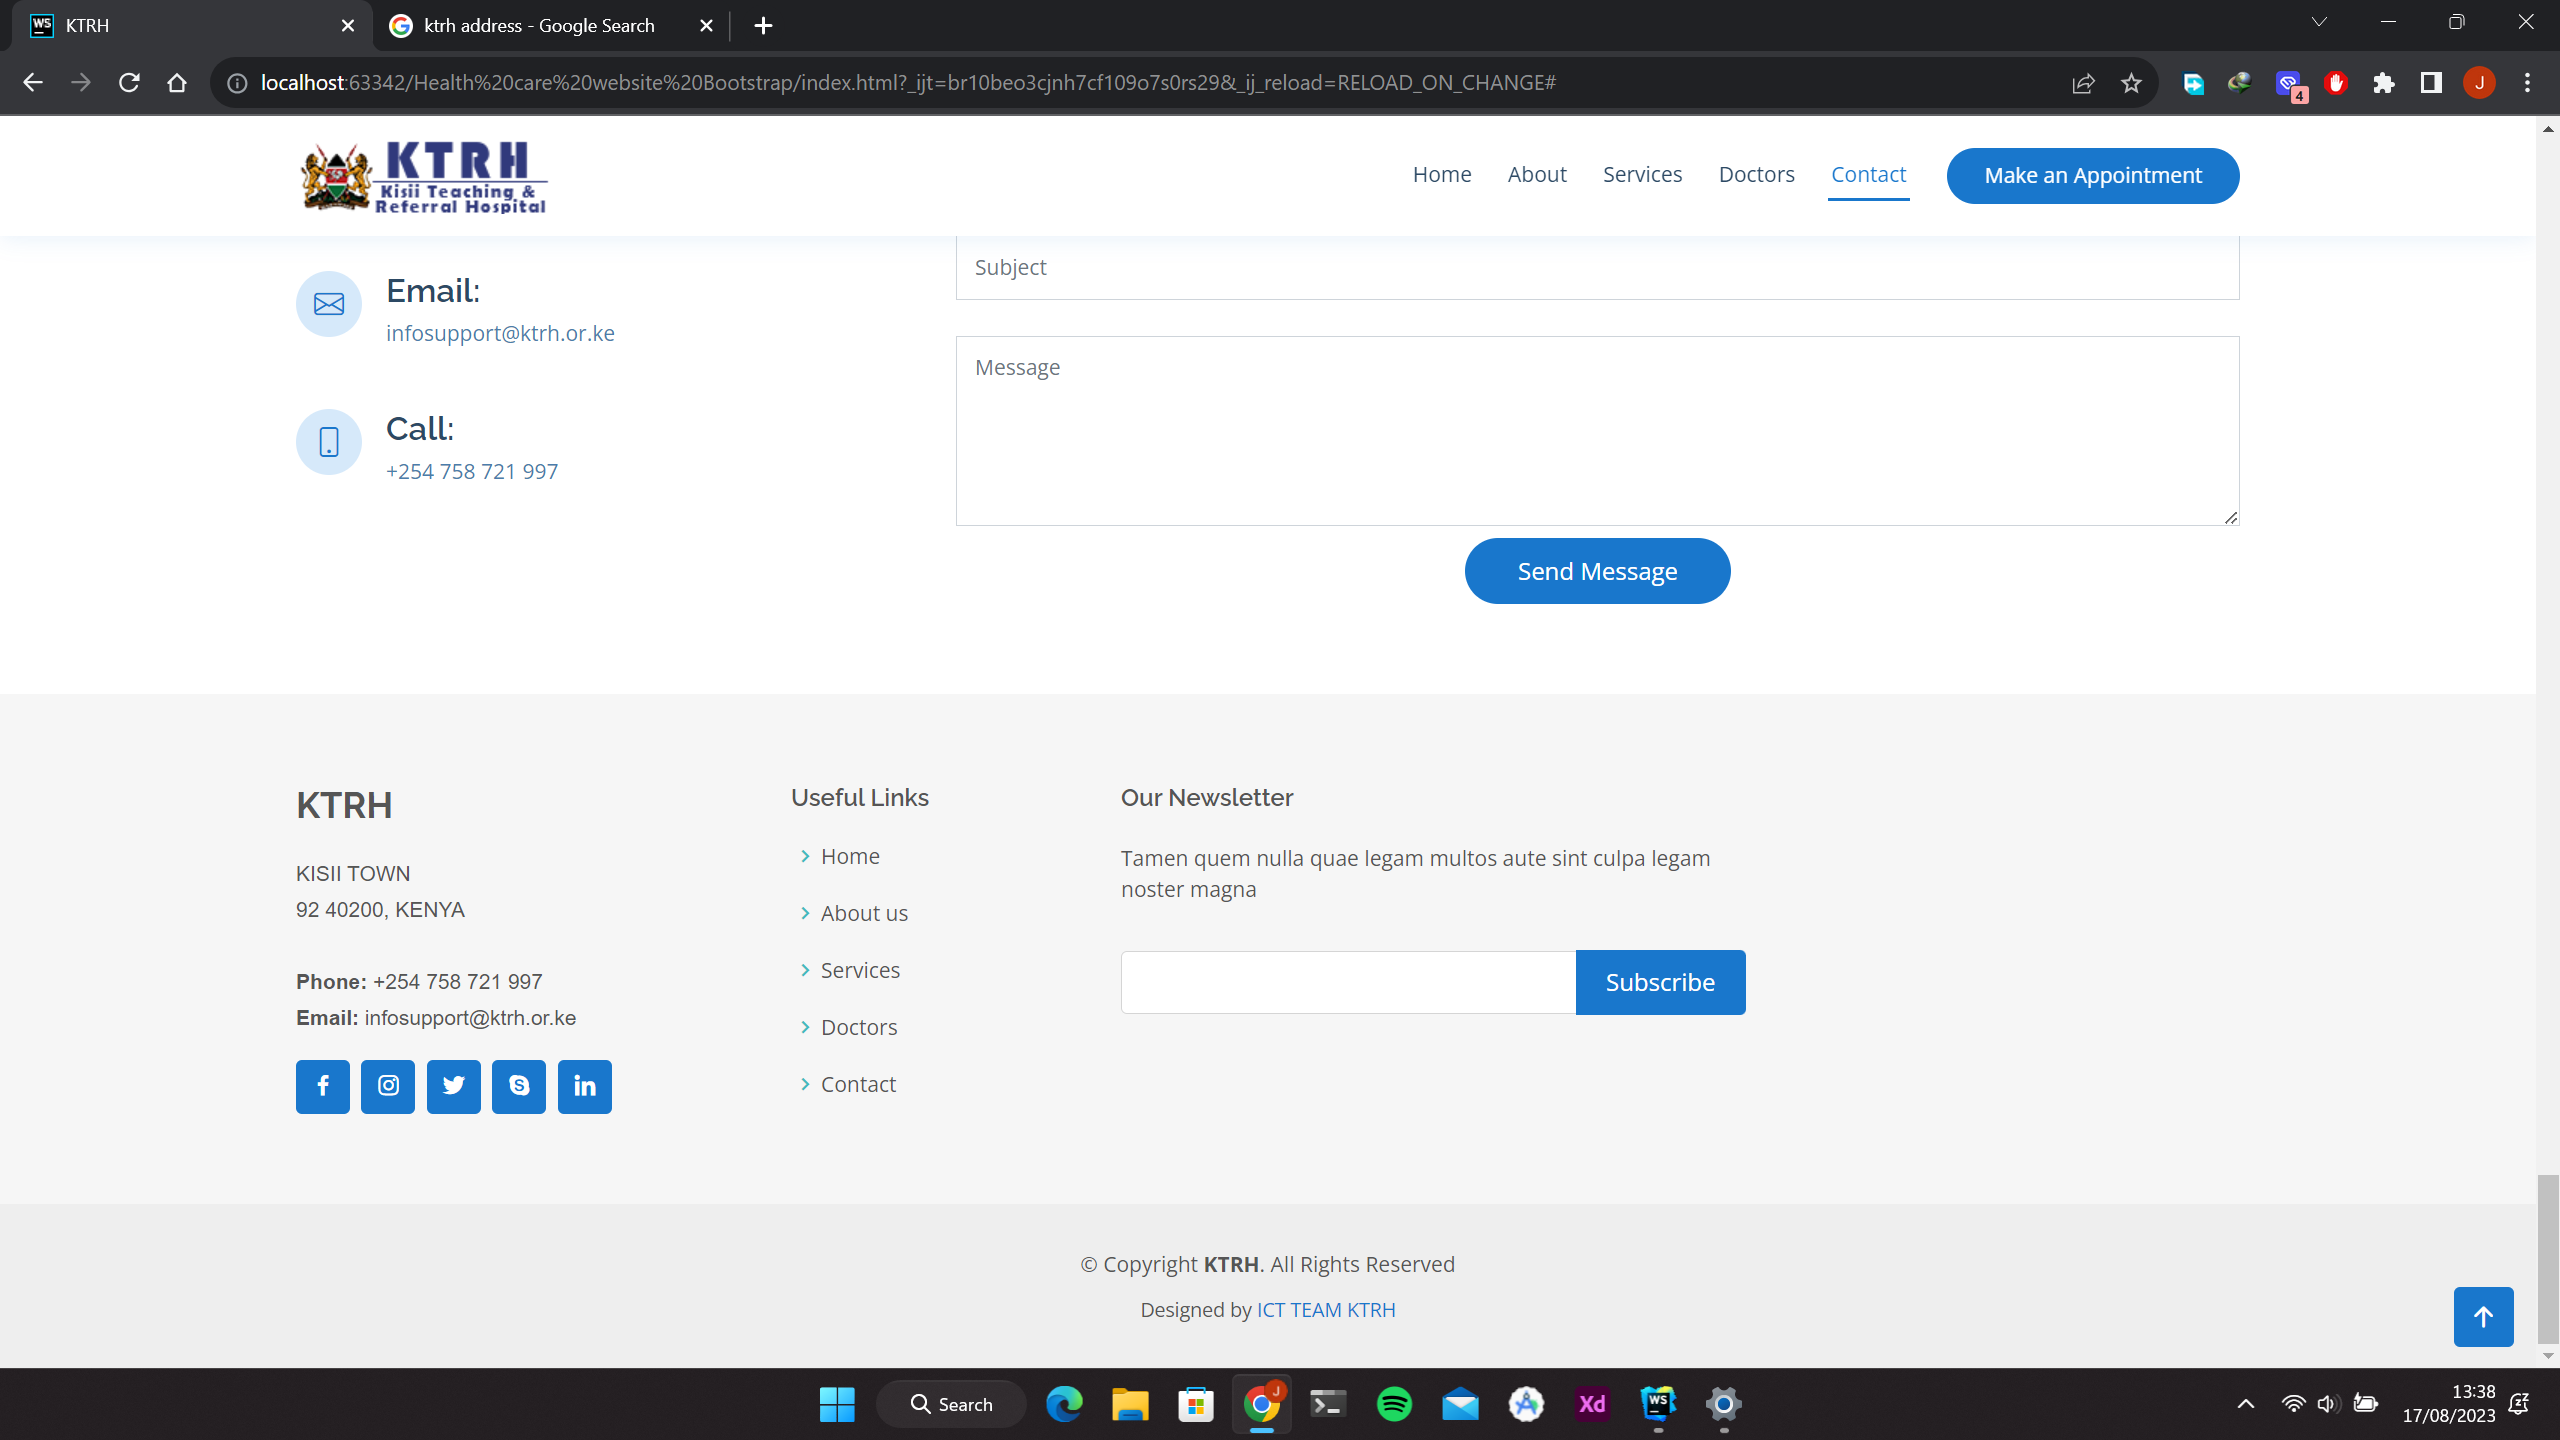 KTRH
ktrh address - Google Search
localhost:63342/Health%20care%20website%20Bootstrap/index.html?_ijt=br10beo3cjnh7cf109o7s0rs29&_ij_reload=RELOAD_ON_CHANGE#
4
J
KTRH
Kisii Teaching &
Referral Hospital
Home
About
Services
Doctors
Contact
Make an Appointment
Subject
Email:
infosupport@ktrh.or.ke
Message
Call:
+254 758 721 997
Send Message
KTRH
KISII TOWN
92 40200, KENYA
Phone: +254 758 721 997
Email: infosupport@ktrh.or.ke
Useful Links
Home
About us
Services
Doctors
Contact
Our Newsletter
Tamen quem nulla quae legam multos aute sint culpa legam
noster magna
Subscribe
© Copyright KTRH. All Rights Reserved
Designed by ICT TEAM KTRH
Search
J
Xd
WS
13:38
17/08/2023